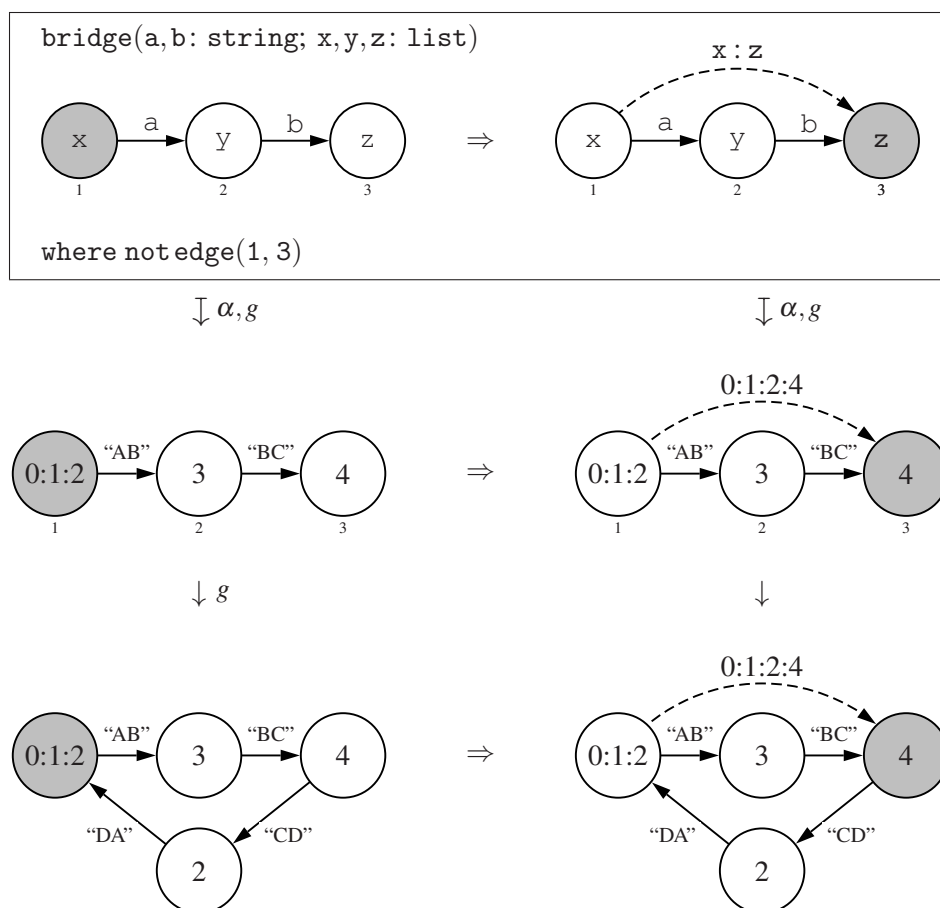 bridge(a,b: string; x,y,z: list)
x:z
x a y b z ⇒ x a y b z
1 2 3 1 2 3
where not edge(1, 3)
α, g α, g
0:1:2:4
0:1:2 “AB” 3 “BC” 4 ⇒ 0:1:2 “AB” 3 “BC” 4
1 2 3 1 2 3
↓ g ↓
0:1:2:4
0:1:2 “AB” 3 “BC” 4 ⇒ 0:1:2 “AB” 3 “BC” 4
“DA” “CD” “DA” “CD”
2 2